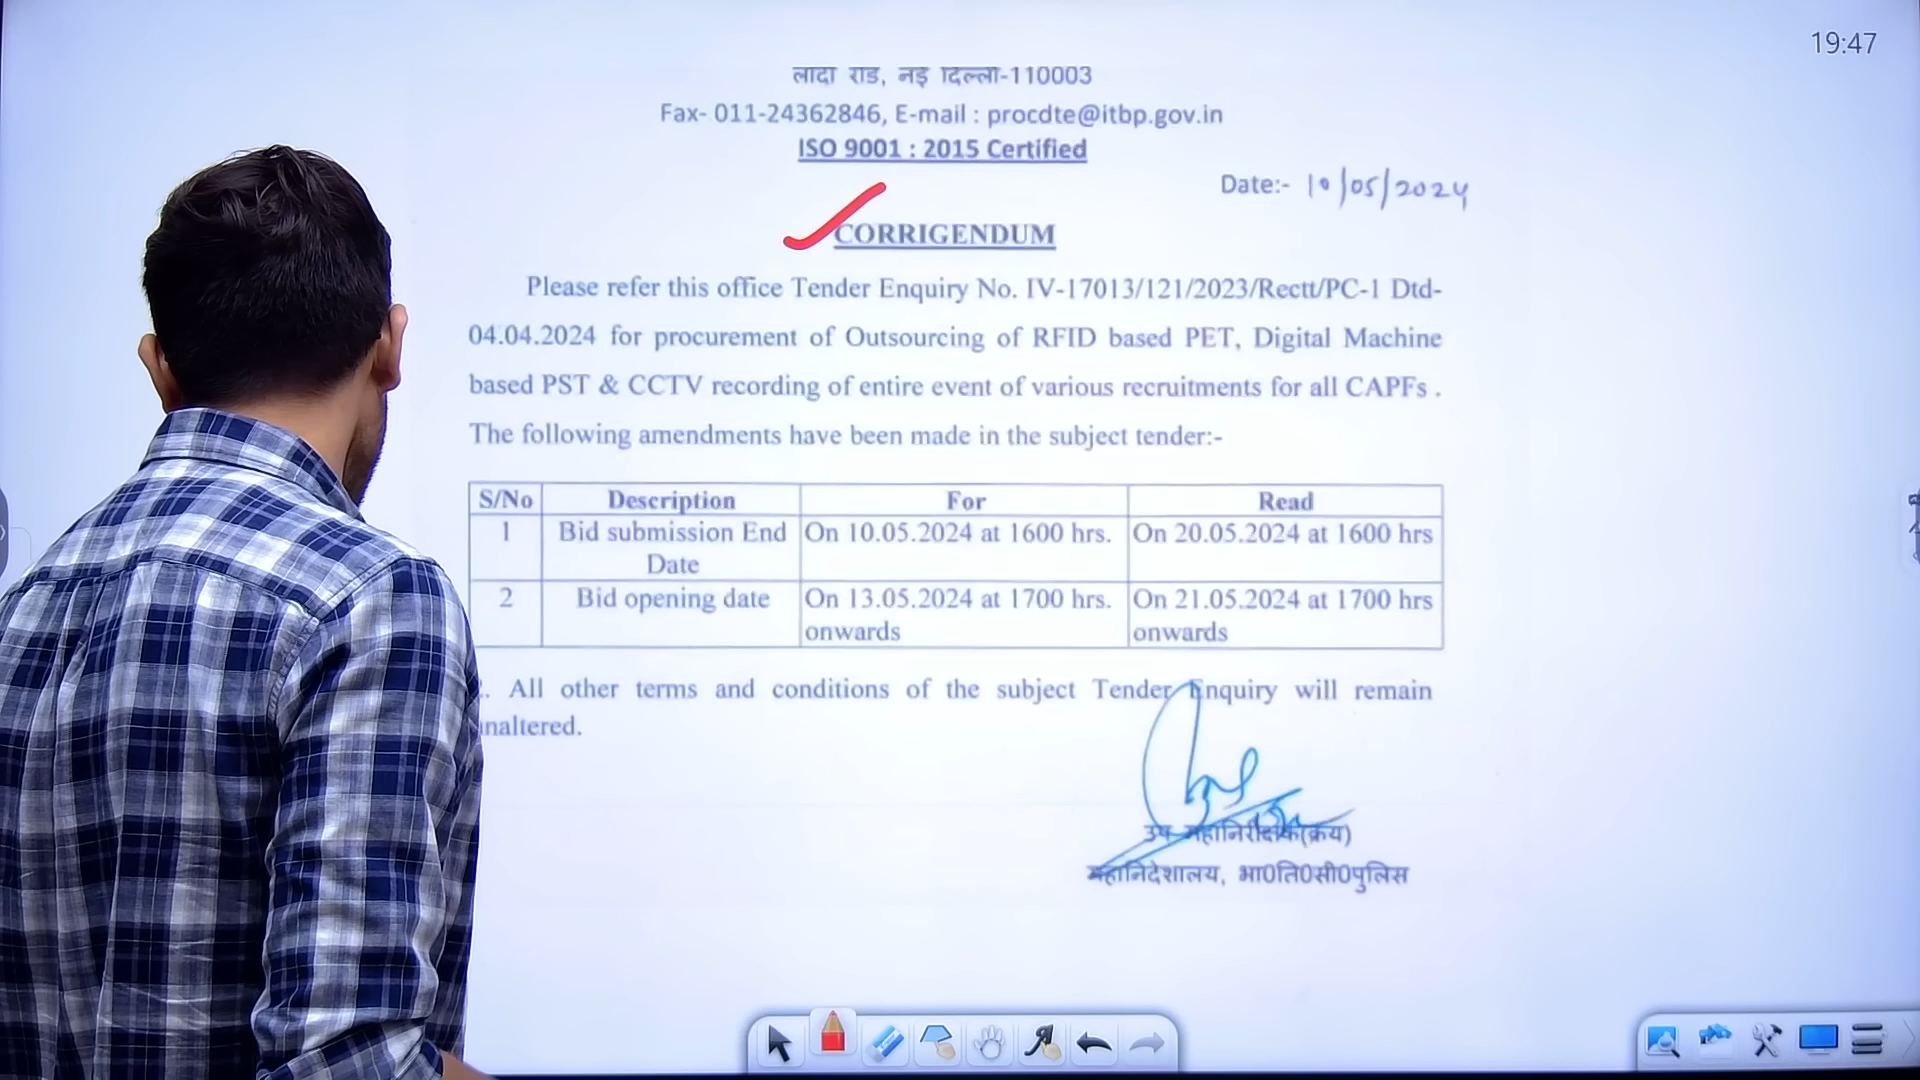 19:47
लोदी रोड, नई दिल्ली-110003
Fax- 011-24362846, E-mail : procdte@itbp.gov.in
ISO 9001 : 2015 Certified
Date:- 10/05/2024
CORRIGENDUM
Please refer this office Tender Enquiry No. IV-17013/121/2023/Rectt/PC-1 Dtd-
04.04.2024 for procurement of Outsourcing of RFID based PET, Digital Machine
based PST & CCTV recording of entire event of various recruitments for all CAPFs .
The following amendments have been made in the subject tender:-
S/No Description For Read
1 Bid submission End Date On 10.05.2024 at 1600 hrs. On 20.05.2024 at 1600 hrs
2 Bid opening date On 13.05.2024 at 1700 hrs. onwards On 21.05.2024 at 1700 hrs onwards
. All other terms and conditions of the subject Tender Enquiry will remain
naltered.
उप महानिरीक्षक(क्रय)
महानिदेशालय, भा0ति0सी0पुलिस